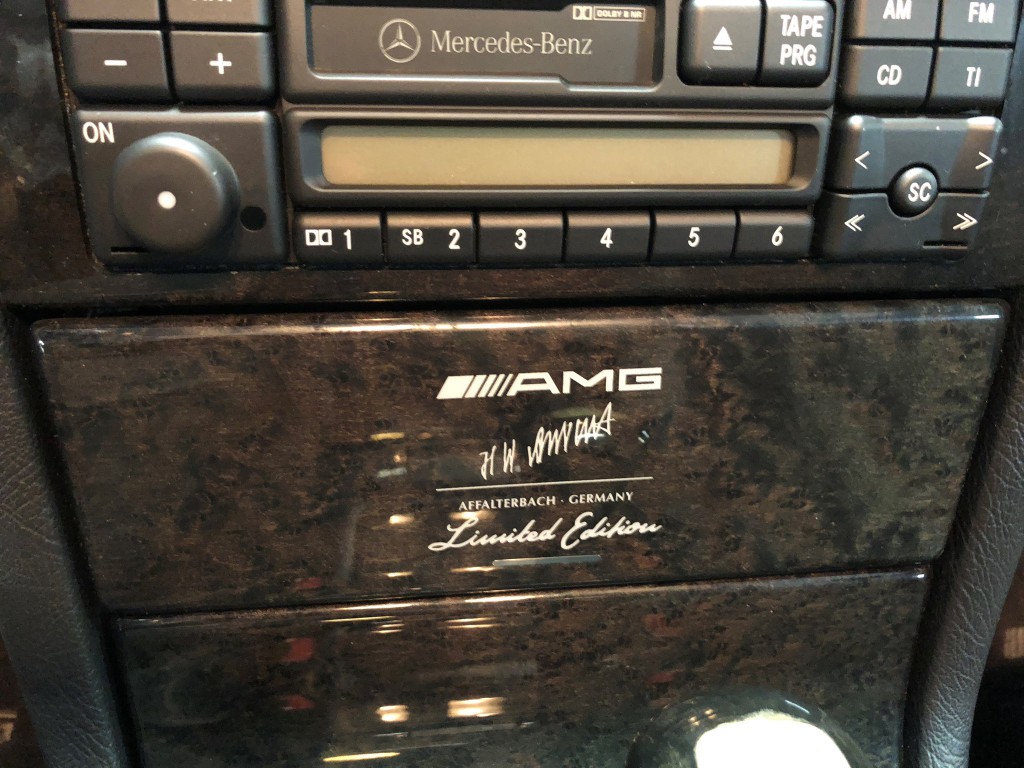 DOLBY B NR
Mercedes-Benz
TAPE
PRG
AM
FM
CD
TI
− +
ON
SC
1
SB 2
3
4
5
6
AMG
AFFALTERBACH · GERMANY
Limited Edition